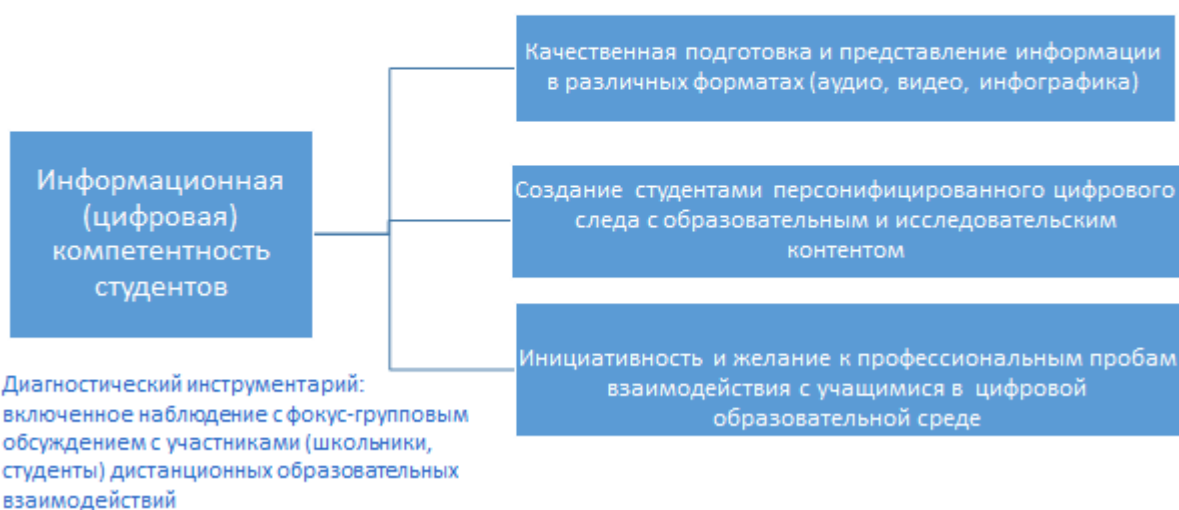 Информационная
(цифровая)
компетентность
студентов
Диагностический инструментарий:
включенное наблюдение с фокус-групповым
обсуждением с участниками (школьники,
студенты) дистанционных образовательных
взаимодействий
Качественная подготовка и представление информации
в различных форматах (аудио, видео, инфографика)
Создание студентами персонифицированного цифрового
следа с образовательным и исследовательским
контентом
Инициативность и желание к профессиональным пробам
взаимодействия с учащимися в цифровой
образовательной среде